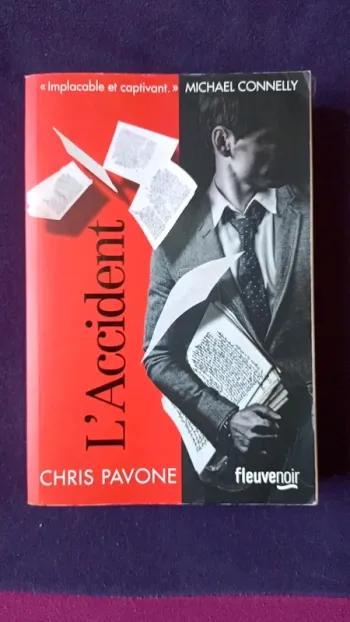 « Implacable et captivant. » MICHAEL CONNELLY
L'Accident
CHRIS PAVONE
fleuvenoir